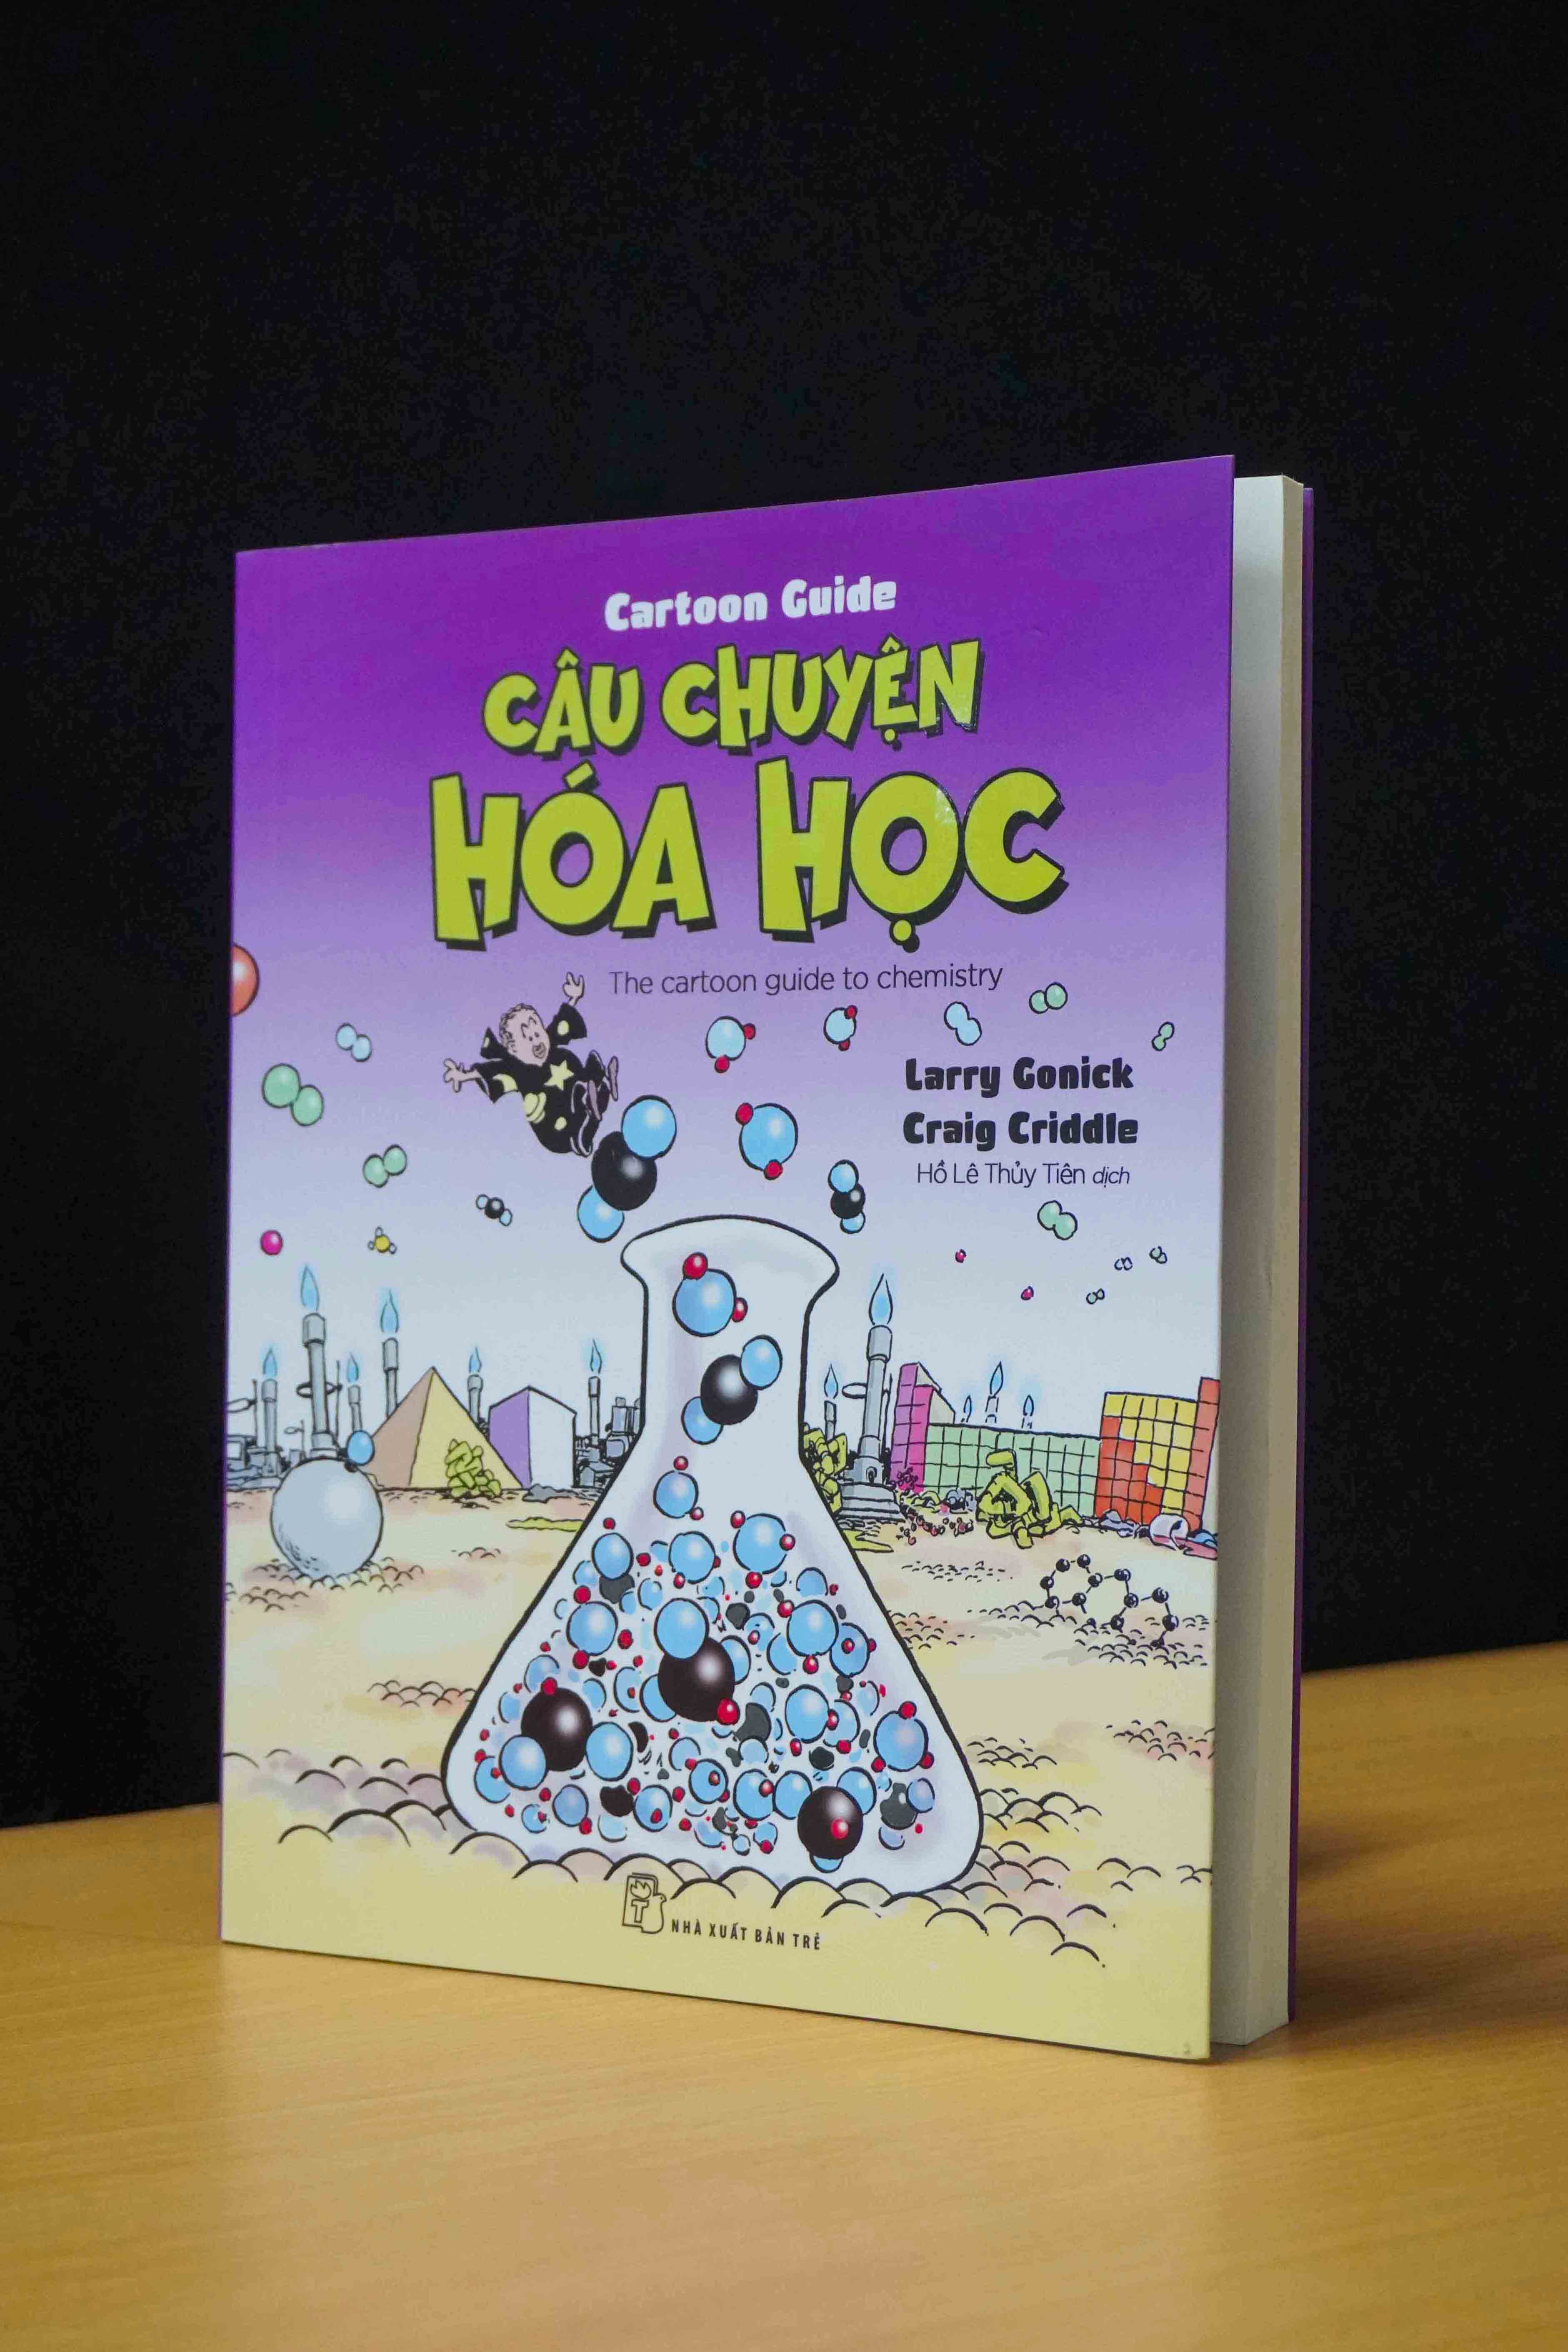 Cartoon Guide
CÂU CHUYỆN
HÓA HỌC
The cartoon guide to chemistry
Larry Gonick
Craig Criddle
Hồ Lê Thủy Tiên dịch
T
NHÀ XUẤT BẢN TRẺ